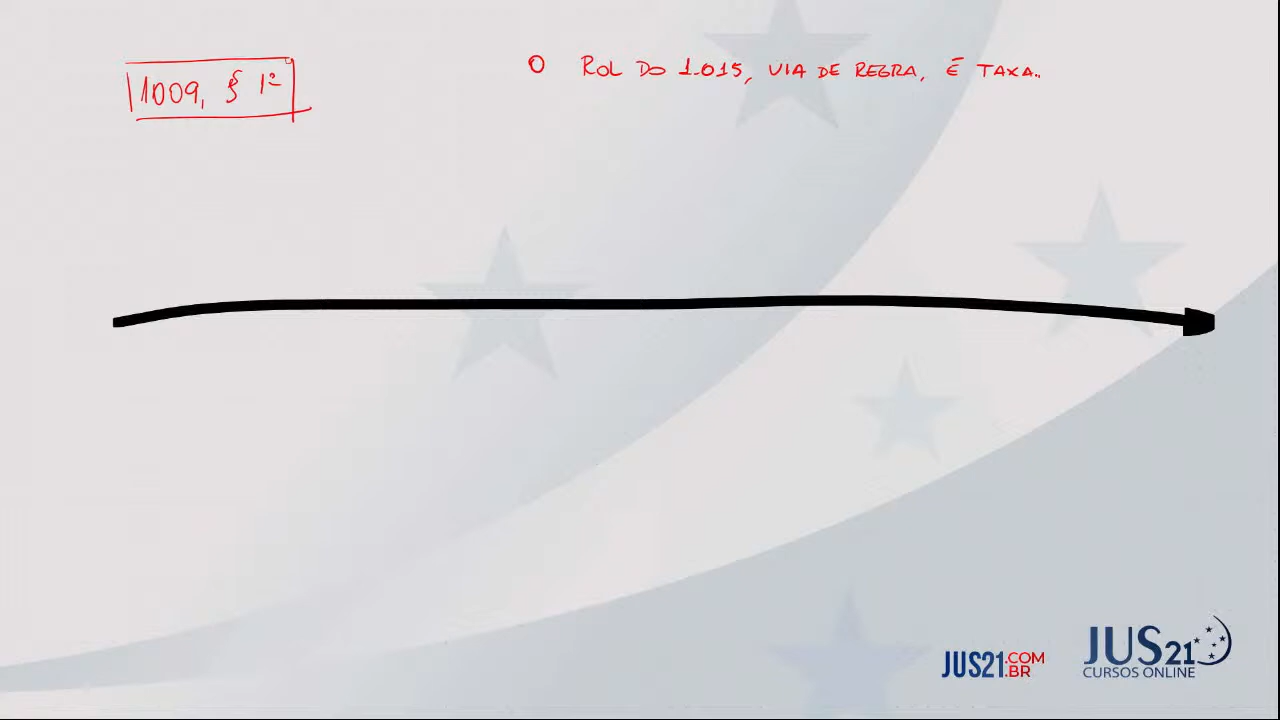 1009, § 1º
O ROL DO 1.015, VIA DE REGRA, É TAXA..
JUS21.COM.BR
JUS21
CURSOS ONLINE